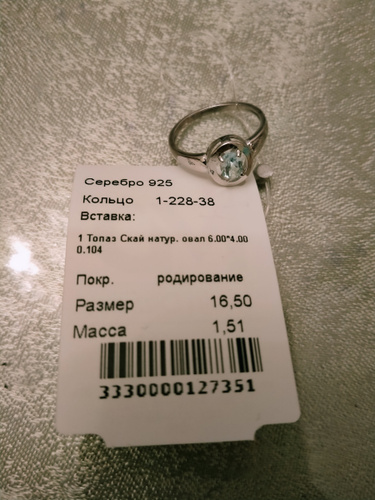 Серебро 925
Кольцо 1-228-38
Вставка:
1 Топаз Скай натур. овал 6.00*4.00
0.104
Покр. родирование
Размер 16,50
Масса 1,51
3330000127351